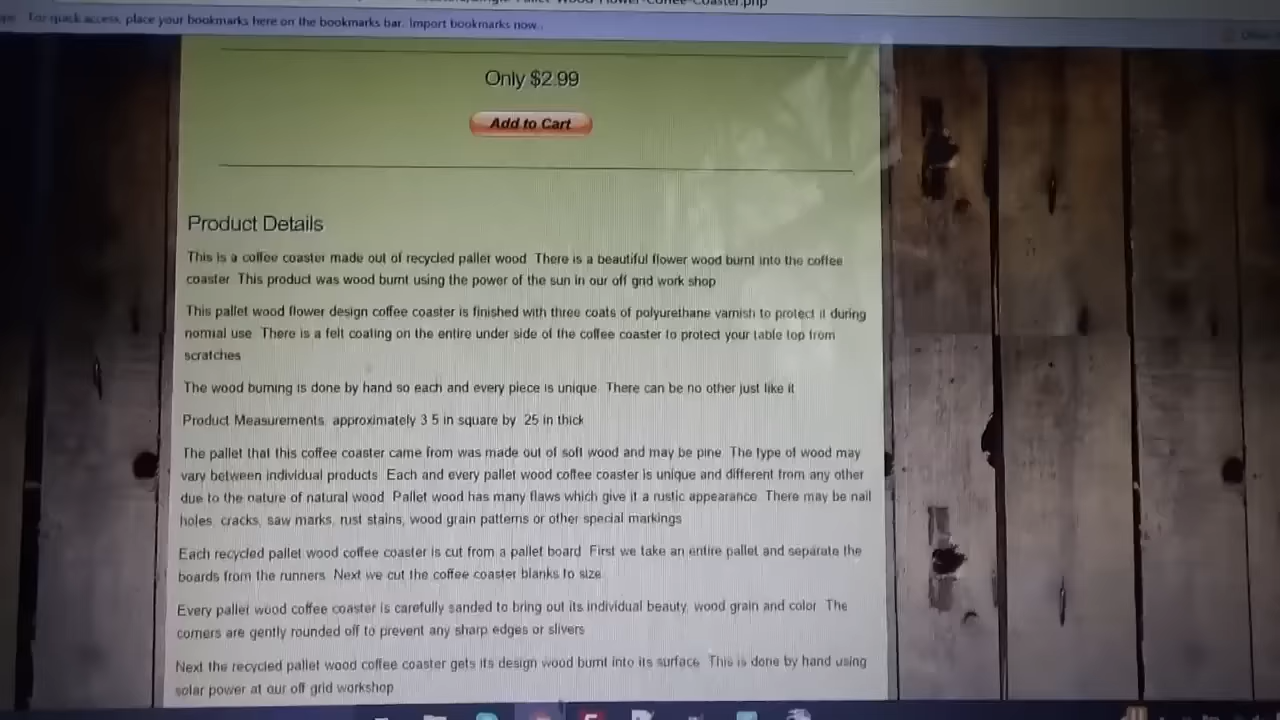 For quick access, place your bookmarks here on the bookmarks bar. Import bookmarks now...
Only $2.99
Add to Cart
Product Details
This is a coffee coaster made out of recycled pallet wood. There is a beautiful flower wood burnt into the coffee
coaster. This product was wood burnt using the power of the sun in our off grid work shop.
This pallet wood flower design coffee coaster is finished with three coats of polyurethane varnish to protect it during
normal use. There is a felt coating on the entire under side of the coffee coaster to protect your table top from
scratches.
The wood burning is done by hand so each and every piece is unique. There can be no other just like it.
Product Measurements: approximately 3.5 in square by .25 in thick.
The pallet that this coffee coaster came from was made out of soft wood and may be pine. The type of wood may
vary between individual products. Each and every pallet wood coffee coaster is unique and different from any other
due to the nature of natural wood. Pallet wood has many flaws which give it a rustic appearance. There may be nail
holes, cracks, saw marks, rust stains, wood grain patterns or other special markings.
Each recycled pallet wood coffee coaster is cut from a pallet board. First we take an entire pallet and separate the
boards from the runners. Next we cut the coffee coaster blanks to size.
Every pallet wood coffee coaster is carefully sanded to bring out its individual beauty, wood grain and color. The
corners are gently rounded off to prevent any sharp edges or slivers.
Next the recycled pallet wood coffee coaster gets its design wood burnt into its surface. This is done by hand using
solar power at our off grid workshop.